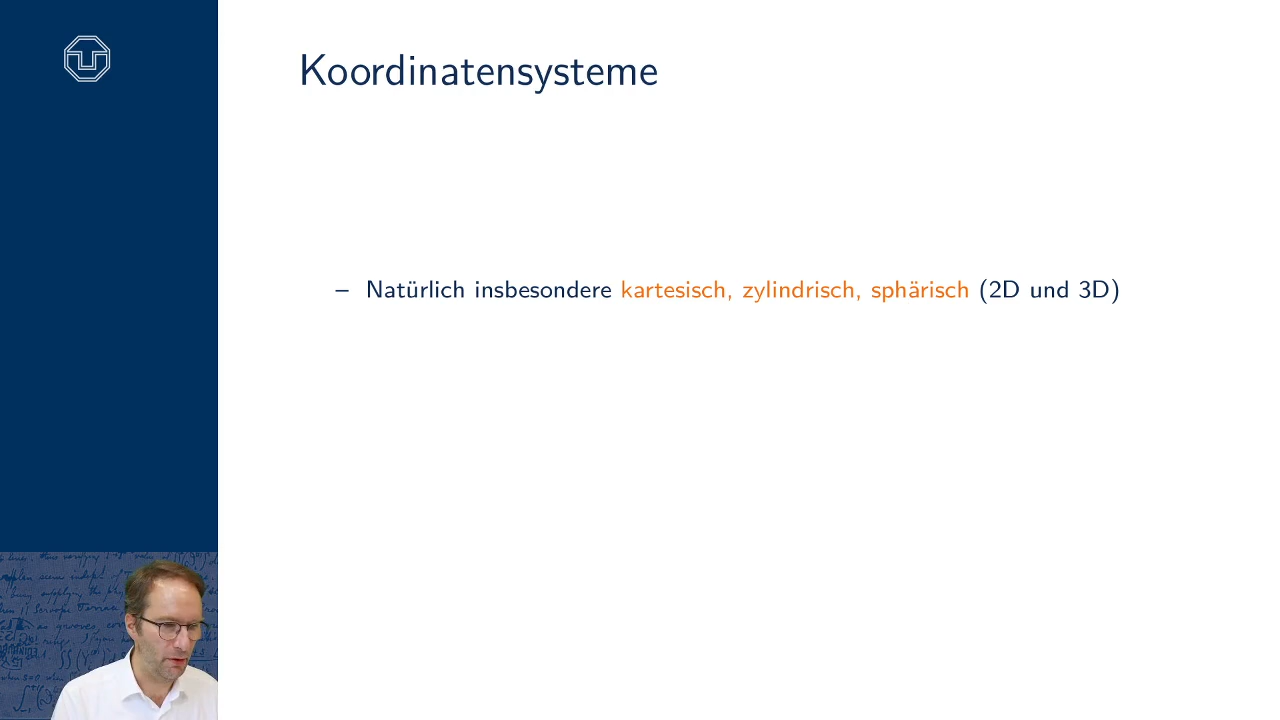 Koordinatensysteme
– Natürlich insbesondere kartesisch, zylindrisch, sphärisch (2D und 3D)